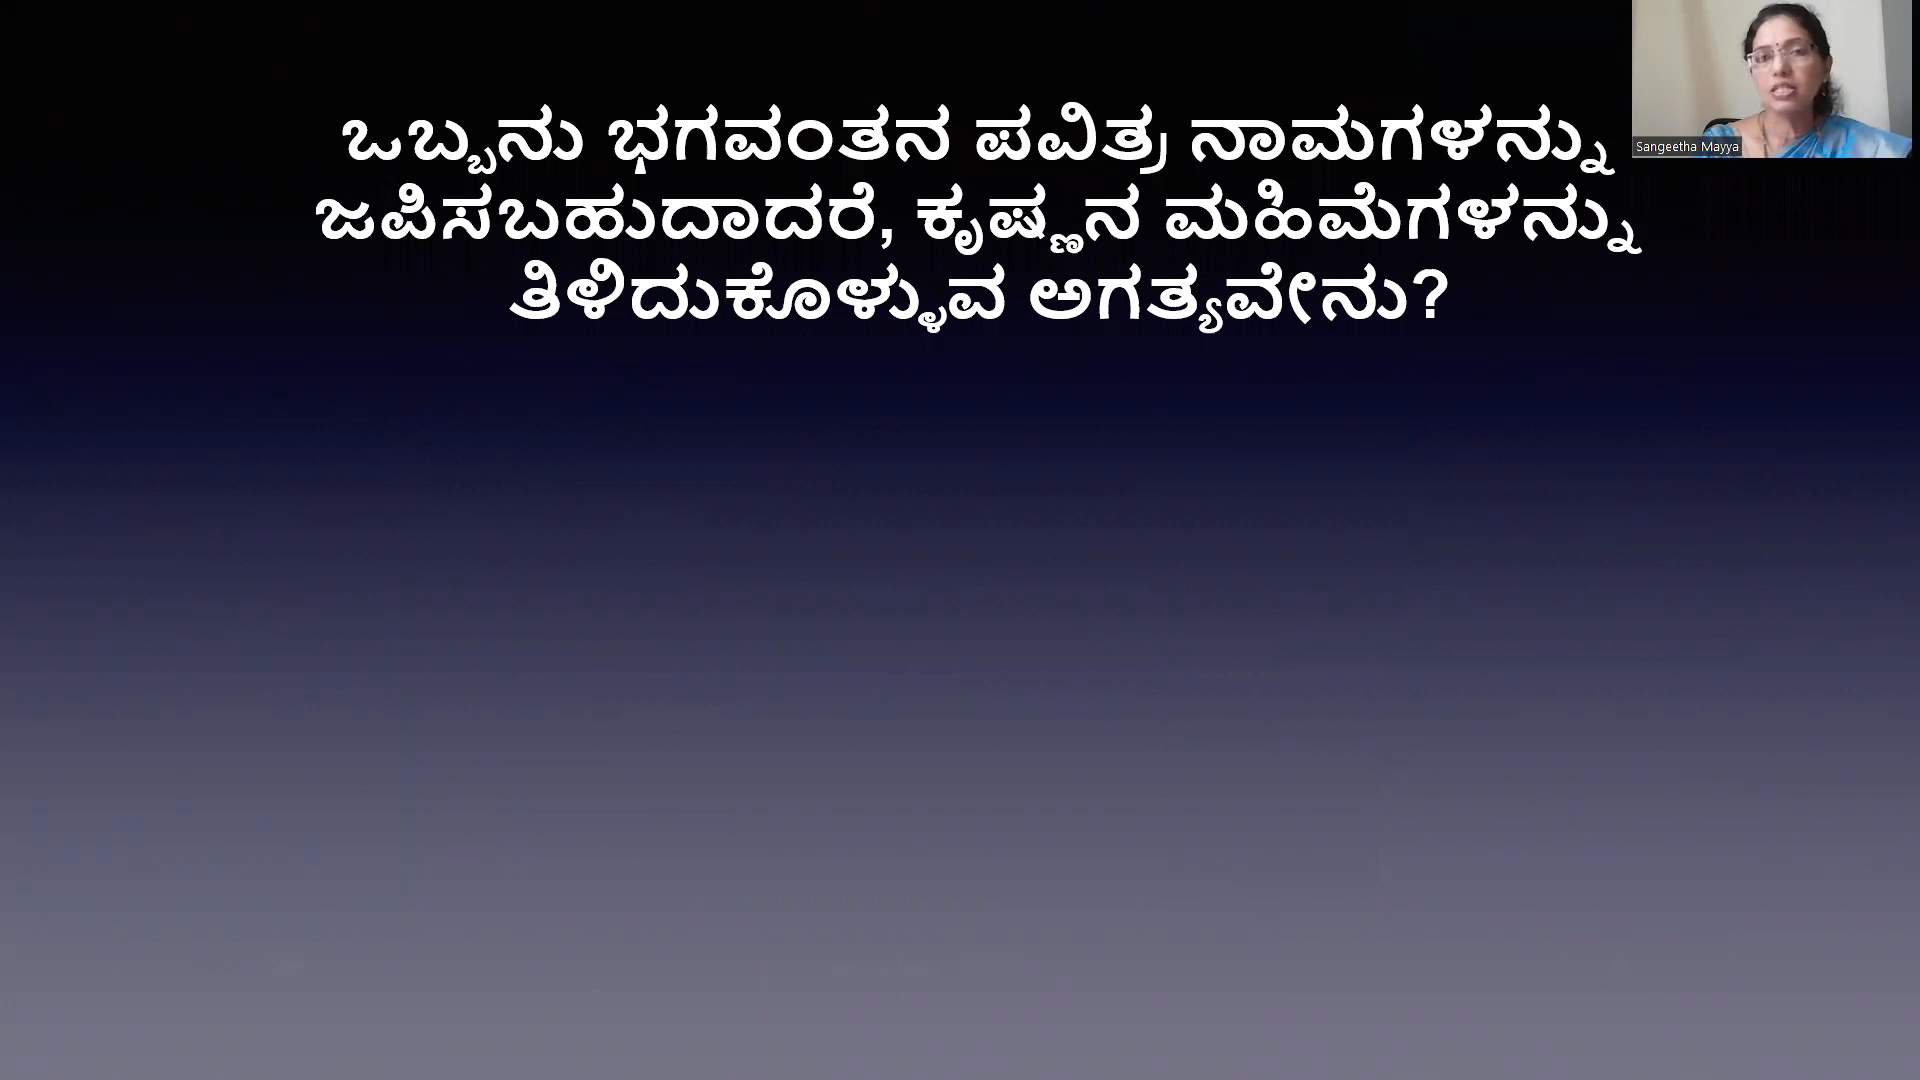 ಒಬ್ಬನು ಭಗವಂತನ ಪವಿತ್ರ ನಾಮಗಳನ್ನು
ಜಪಿಸಬಹುದಾದರೆ, ಕೃಷ್ಣನ ಮಹಿಮೆಗಳನ್ನು
ತಿಳಿದುಕೊಳ್ಳುವ ಅಗತ್ಯವೇನು?
Sangeetha Mayya